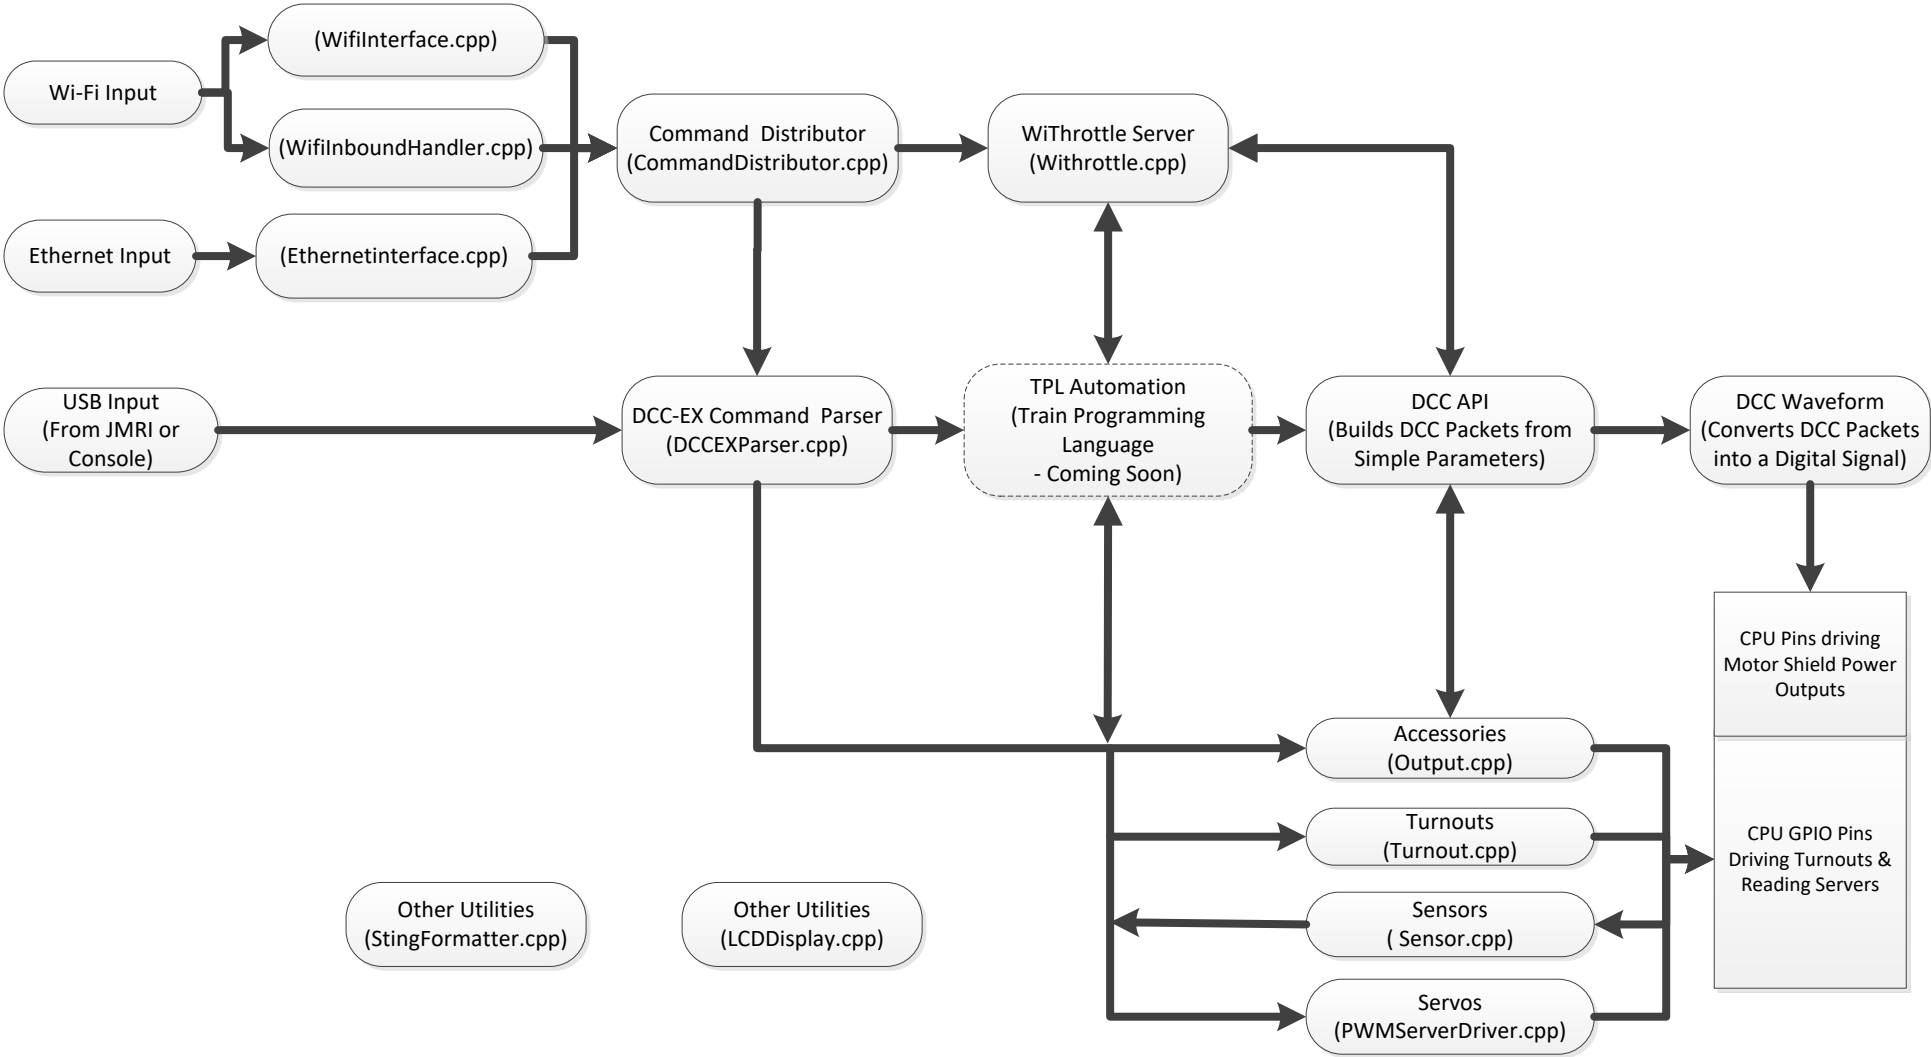 (WifiInterface.cpp)
Wi-Fi Input
(WifiInboundHandler.cpp)
Command  Distributor
(CommandDistributor.cpp)
WiThrottle Server
(Withrottle.cpp)
Ethernet Input
(Ethernetinterface.cpp)
USB Input
(From JMRI or
Console)
DCC-EX Command  Parser
(DCCEXParser.cpp)
TPL Automation
(Train Programming
Language
- Coming Soon)
DCC API
(Builds DCC Packets from
Simple Parameters)
DCC Waveform
(Converts DCC Packets
into a Digital Signal)
CPU Pins driving
Motor Shield Power
Outputs
Accessories
(Output.cpp)
Turnouts
(Turnout.cpp)
CPU GPIO Pins
Driving Turnouts &
Reading Servers
Other Utilities
(StingFormatter.cpp)
Other Utilities
(LCDDisplay.cpp)
Sensors
( Sensor.cpp)
Servos
(PWMServerDriver.cpp)